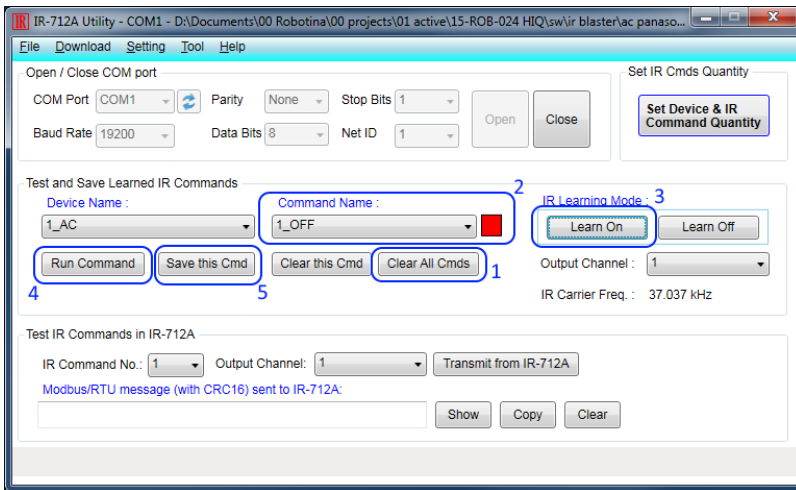 IR-712A Utility - COM1 - D:\Documents\00 Robotina\00 projects\01 active\15-ROB-024 HIQ\sw\ir blaster\ac panaso...
File Download Setting Tool Help
Open / Close COM port
Set IR Cmds Quantity
COM Port COM1 Parity None Stop Bits 1
Open Close
Set Device & IR
Command Quantity
Baud Rate 19200 Data Bits 8 Net ID 1
Test and Save Learned IR Commands
Device Name : Command Name : 2 IR Learning Mode : 3
1_AC 1_OFF Learn On Learn Off
Run Command Save this Cmd Clear this Cmd Clear All Cmds 1 Output Channel : 1
4 5 IR Carrier Freq. : 37.037 kHz
Test IR Commands in IR-712A
IR Command No.: 1 Output Channel: 1 Transmit from IR-712A
Modbus/RTU message (with CRC16) sent to IR-712A:
Show Copy Clear